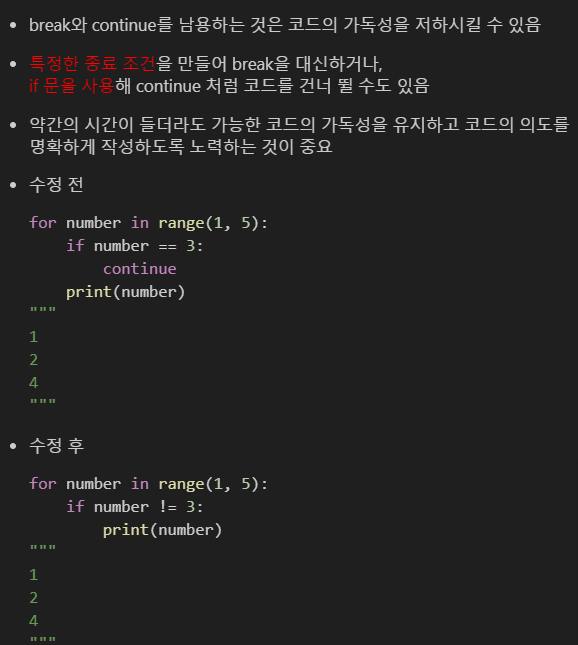 • break와 continue를 남용하는 것은 코드의 가독성을 저하시킬 수 있음
• 특정한 종료 조건을 만들어 break을 대신하거나,
if 문을 사용해 continue 처럼 코드를 건너 뛸 수도 있음
• 약간의 시간이 들더라도 가능한 코드의 가독성을 유지하고 코드의 의도를
명확하게 작성하도록 노력하는 것이 중요
• 수정 전
for number in range(1, 5):
    if number == 3:
        continue
    print(number)
"""
1
2
4
"""
• 수정 후
for number in range(1, 5):
    if number != 3:
        print(number)
"""
1
2
4
"""